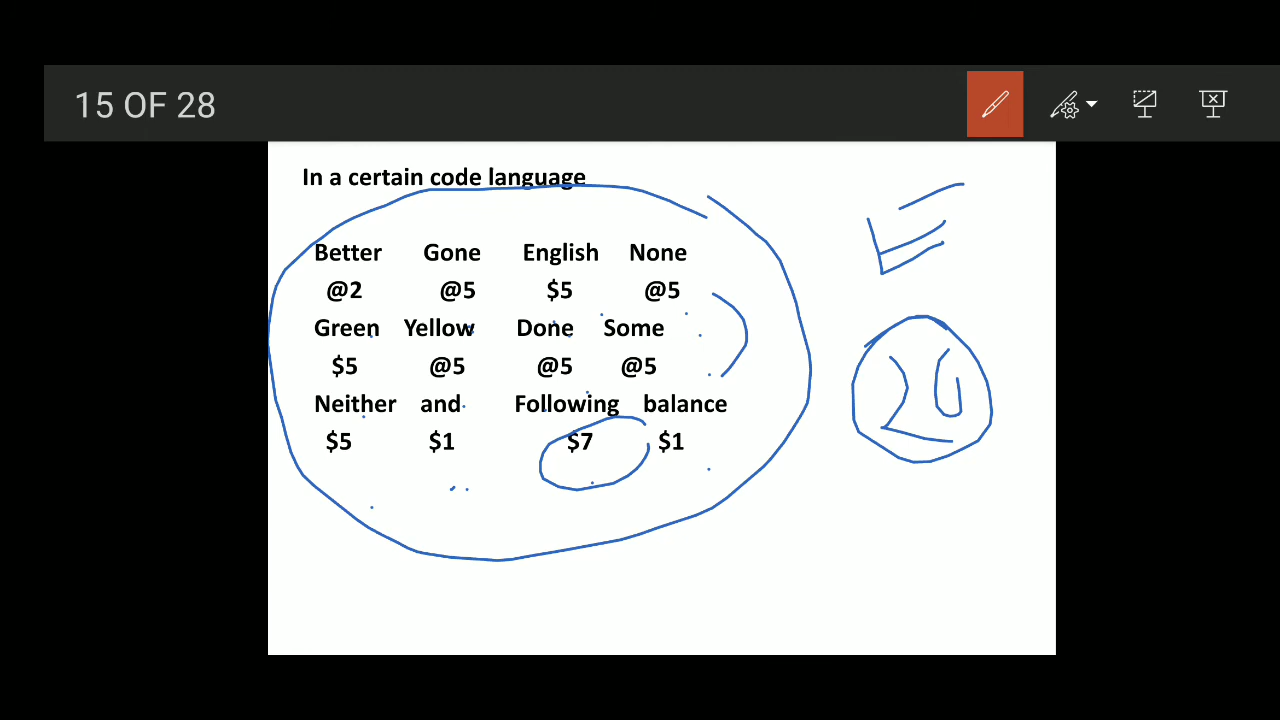 15 OF 28
In a certain code language
Better Gone English None
@2 @5 $5 @5
Green Yellow Done Some
$5 @5 @5 @5
Neither and Following balance
$5 $1 $7 $1